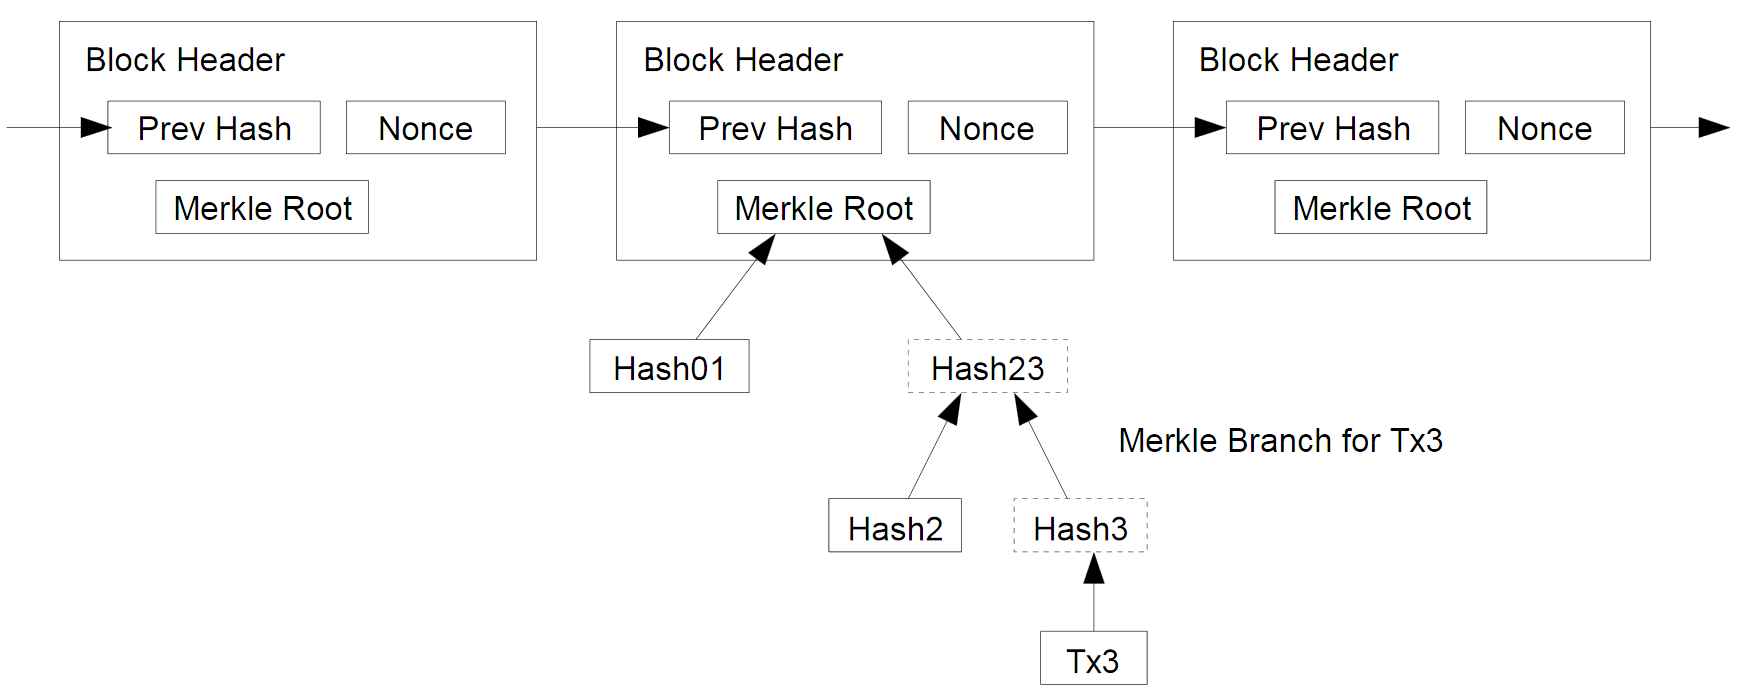 Block Header
Prev Hash Nonce
Merkle Root
Block Header
Prev Hash Nonce
Merkle Root
Block Header
Prev Hash Nonce
Merkle Root
Hash01 Hash23
Merkle Branch for Tx3
Hash2 Hash3
Tx3